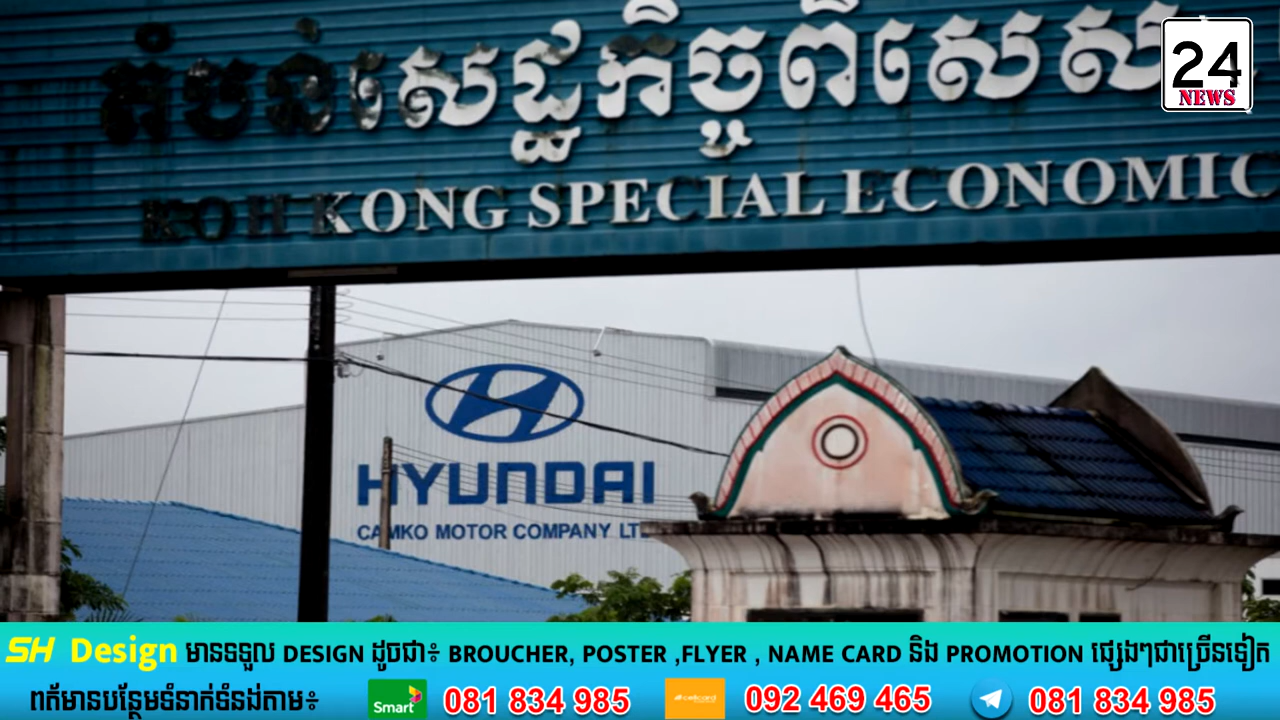 តំបន់សេដ្ឋកិច្ចពិសេស
24
NEWS
KOH KONG SPECIAL ECONOMIC
HYUNDAI
CAMKO MOTOR COMPANY LT
SH Design មានទទួល DESIGN ដូចជា៖ BROUCHER, POSTER ,FLYER , NAME CARD និង PROMOTION ផ្សេងៗជាច្រើនទៀត
ពត័មានបន្ថែមទំនាក់ទំនង់តាម៖ Smart 081 834 985 cellcard 092 469 465 081 834 985